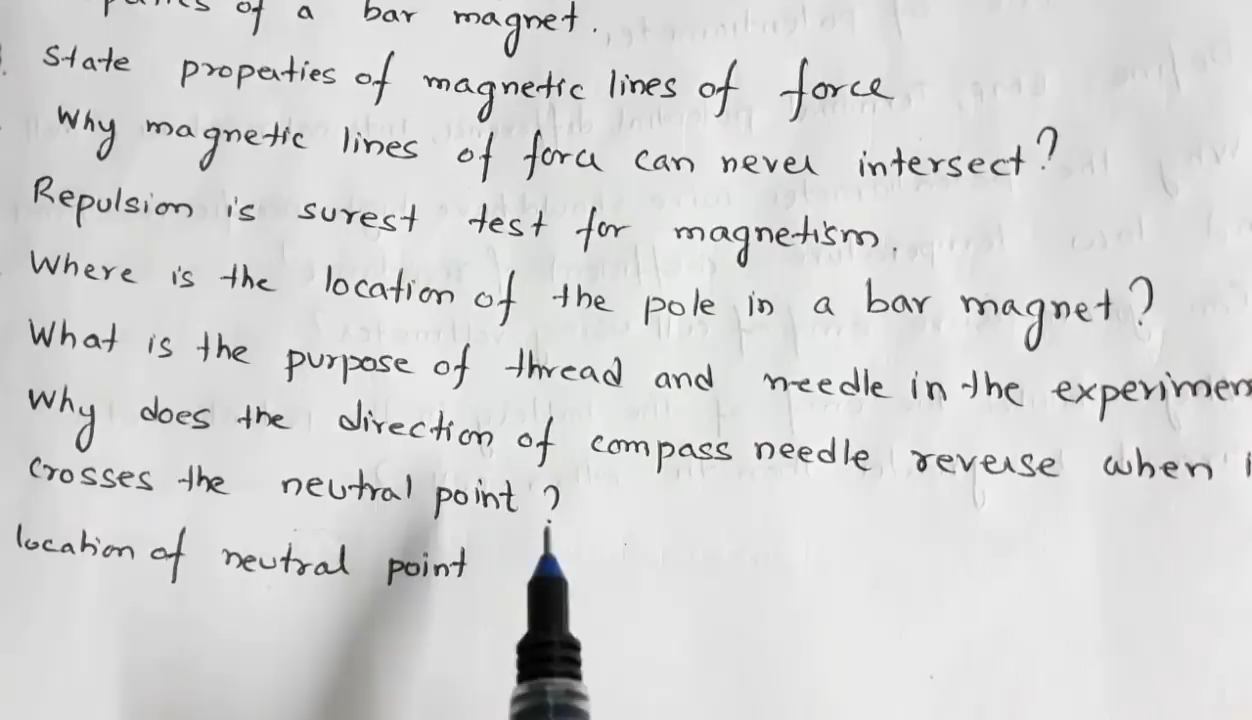 of a bar magnet.
State properties of magnetic lines of force
Why magnetic lines of force can never intersect?
Repulsion is surest test for magnetism.
Where is the location of the pole in a bar magnet?
What is the purpose of thread and needle in the experimen
Why does the direction of compass needle reverse when i
crosses the neutral point?
location of neutral point